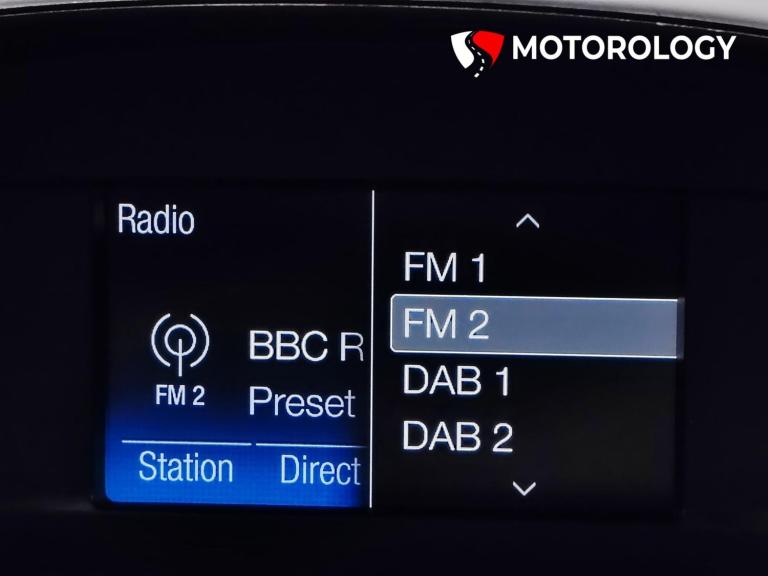 MOTOROLOGY
Radio
FM 2
BBC R
Preset
Station
Direct
FM 1
FM 2
DAB 1
DAB 2